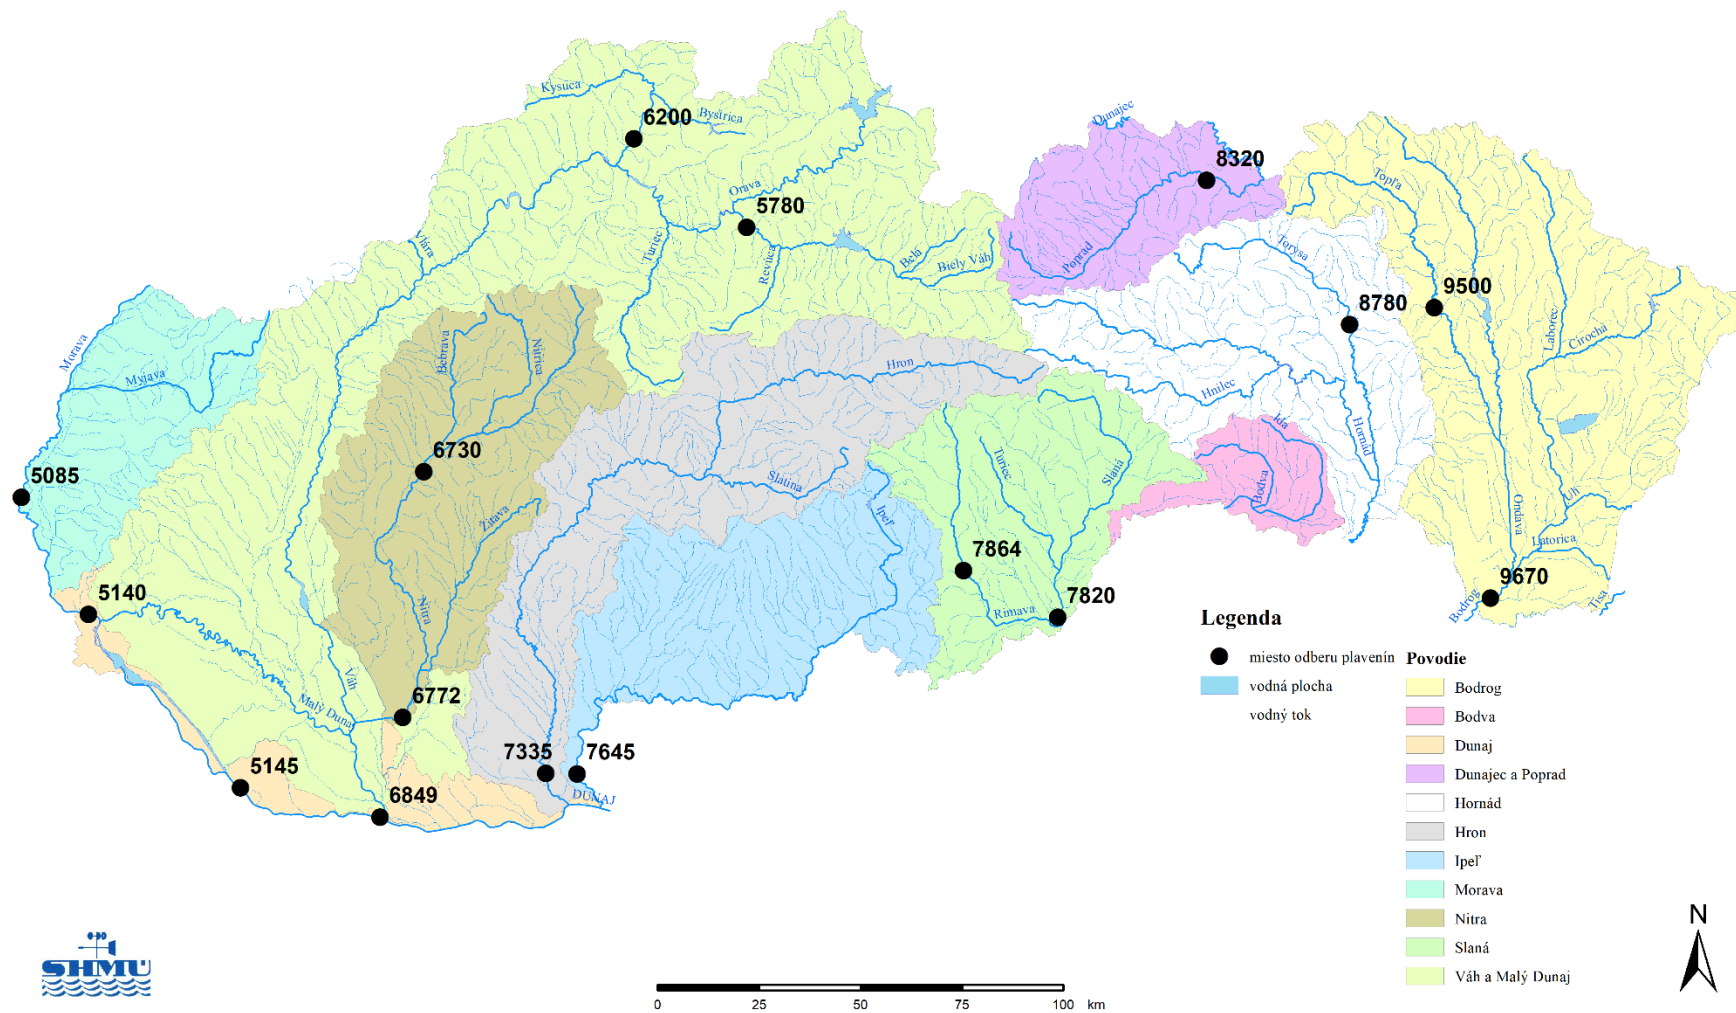 Kysuca
Bystrica
6200
Dunajec
8320
Topľa
Orava
5780
Vlára
Turiec
Revúca
Belá
Biely Váh
Poprad
Torysa
9500
8780
Laborec
Cirocha
Morava
Myjava
Bebrava
Nitrica
Hron
Hnilec
Ida
Hornád
6730
5085
Slatina
Turiec
Slaná
Bodva
Žitava
Ipeľ
Ondava
Uh
Latorica
7864
9670
5140
Nitra
Rimava
7820
Bodrog
Tisa
Váh
Malý Dunaj
6772
7335
7645
5145
DUNAJ
6849
Legenda
miesto odberu plavenín
vodná plocha
vodný tok
Povodie
Bodrog
Bodva
Dunaj
Dunajec a Poprad
Hornád
Hron
Ipeľ
Morava
Nitra
Slaná
Váh a Malý Dunaj
N
SHMÚ
0 25 50 75 100 km